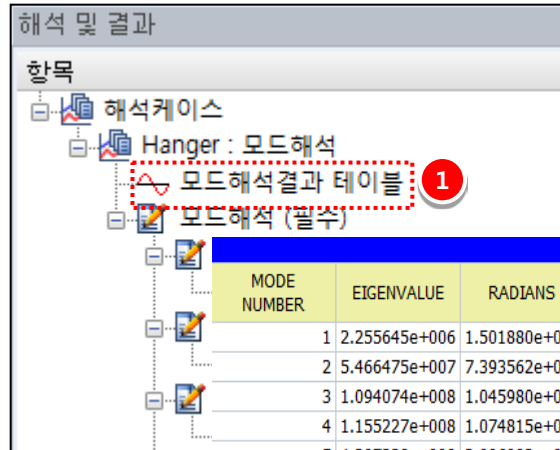 해석 및 결과
항목
해석케이스
Hanger : 모드해석
모드해석결과 테이블 1
모드해석 (필수)
MODE NUMBER EIGENVALUE RADIANS
1 2.255645e+006 1.501880e+0
2 5.466475e+007 7.393562e+0
3 1.094074e+008 1.045980e+0
4 1.155227e+008 1.074815e+0